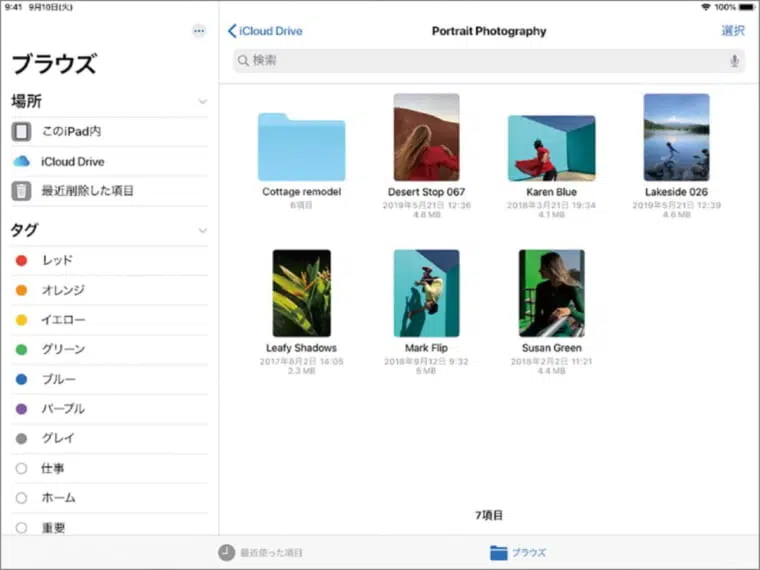 9:41 9月10日(火)
100%
ブラウズ
場所
このiPad内
iCloud Drive
最近削除した項目
タグ
レッド
オレンジ
イエロー
グリーン
ブルー
パープル
グレイ
仕事
ホーム
重要
iCloud Drive
Portrait Photography
選択
検索
Cottage remodel
6項目
Desert Stop 067
2019年5月21日 12:36
4.8 MB
Karen Blue
2018年3月21日 19:34
4.1 MB
Lakeside 026
2019年5月21日 12:39
4.6 MB
Leafy Shadows
2017年8月2日 14:05
2.3 MB
Mark Flip
2018年9月12日 9:32
5 MB
Susan Green
2018年2月2日 11:21
4.4 MB
7項目
最近使った項目
ブラウズ